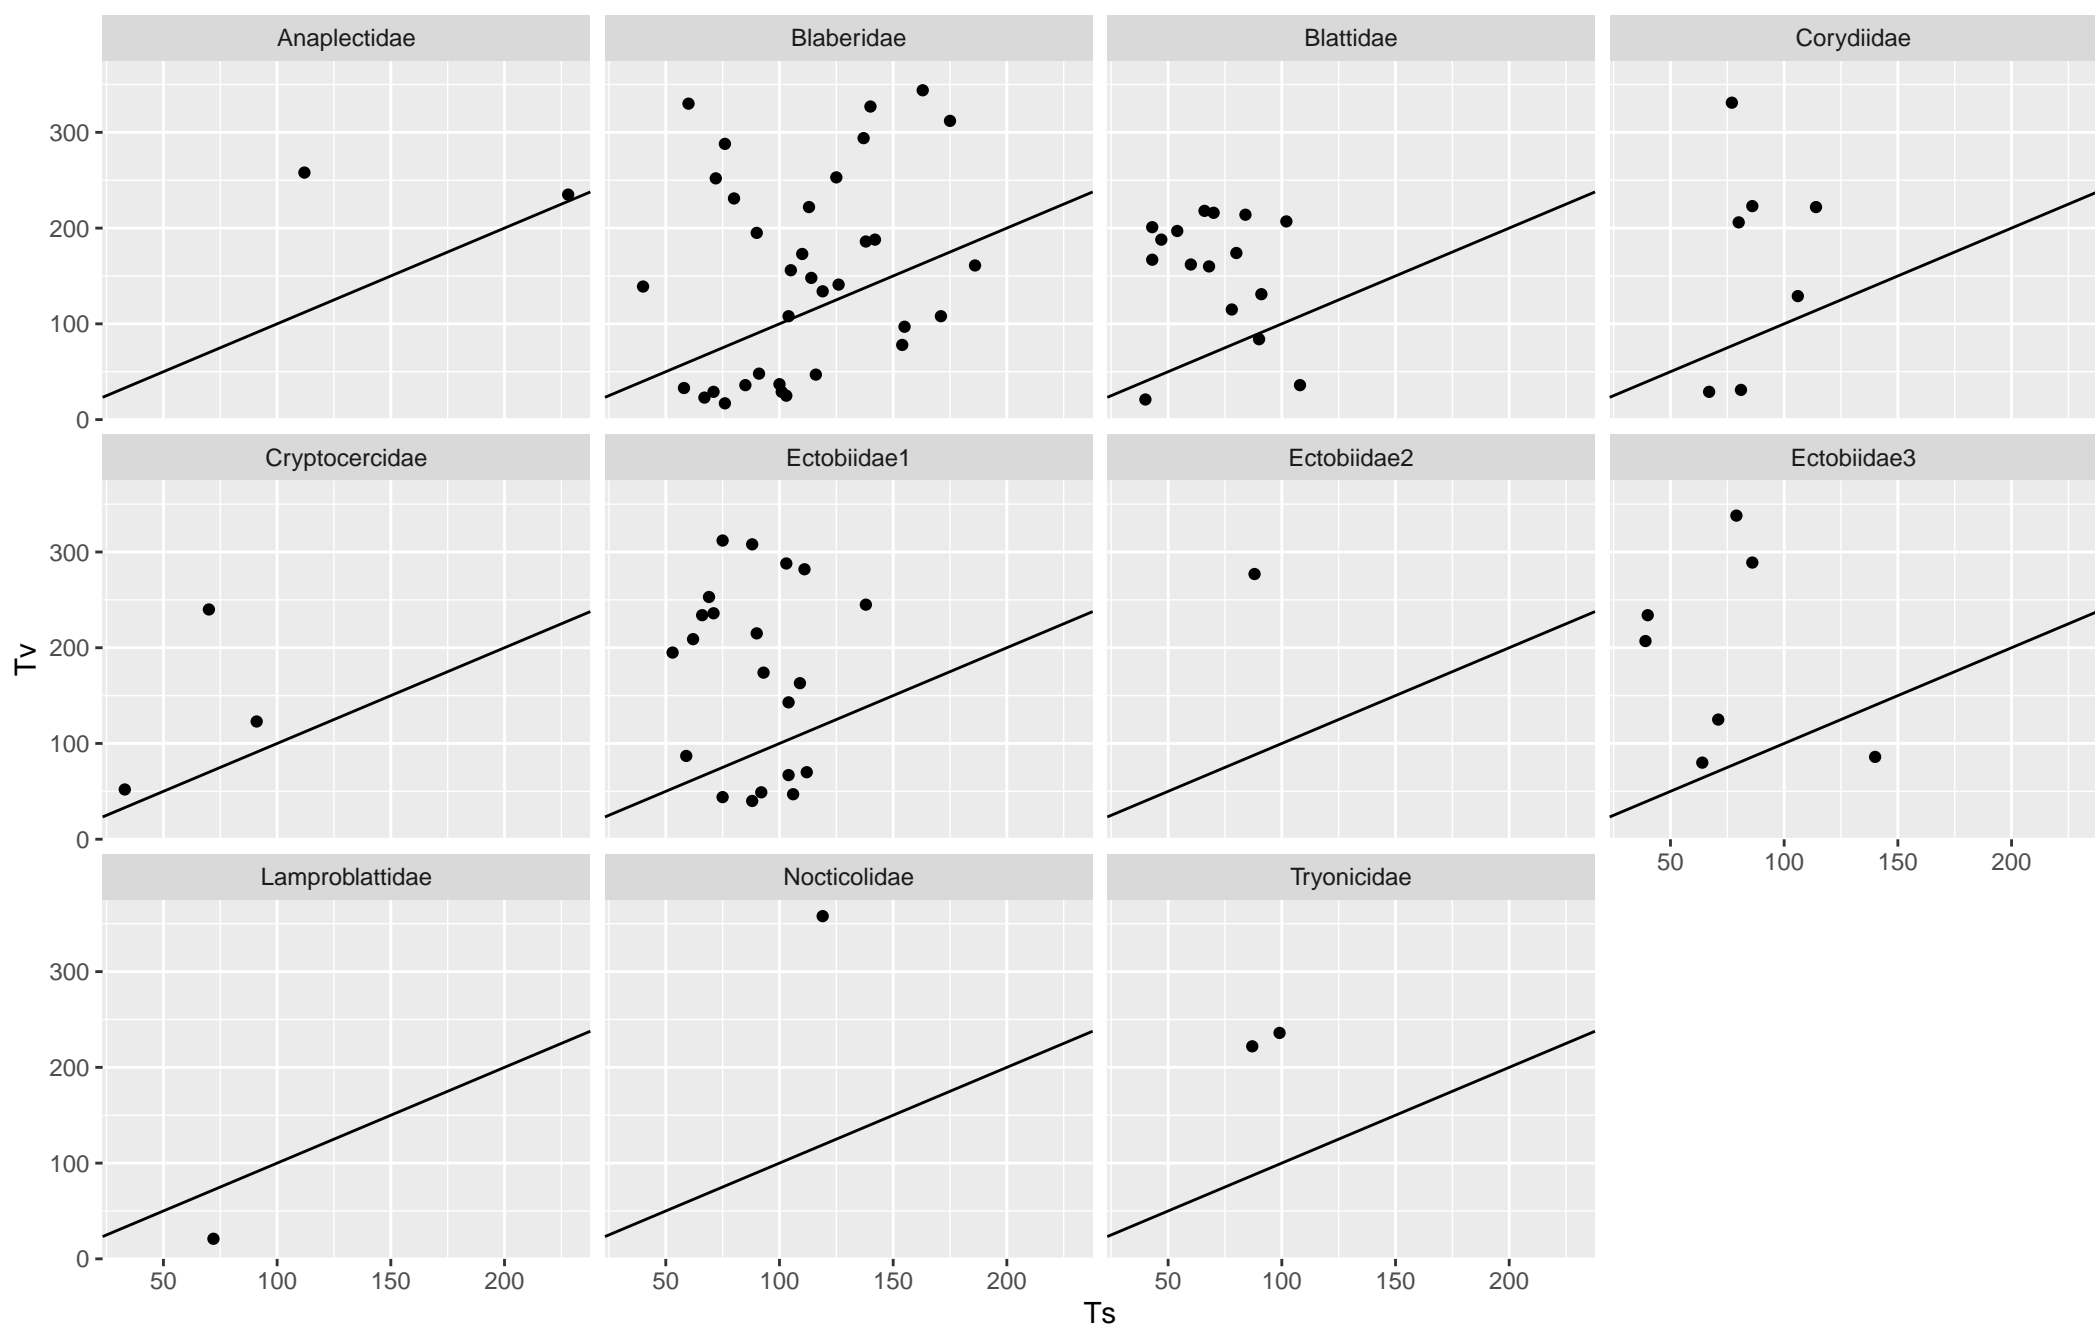 Anaplectidae Blaberidae Blattidae Corydiidae
300
200
100
0
Cryptocercidae Ectobiidae1 Ectobiidae2 Ectobiidae3
300
200
100
0
50 100 150 200
Lamproblattidae Nocticolidae Tryonicidae
300
200
100
0
50 100 150 200 50 100 150 200 50 100 150 200
Ts
Tv